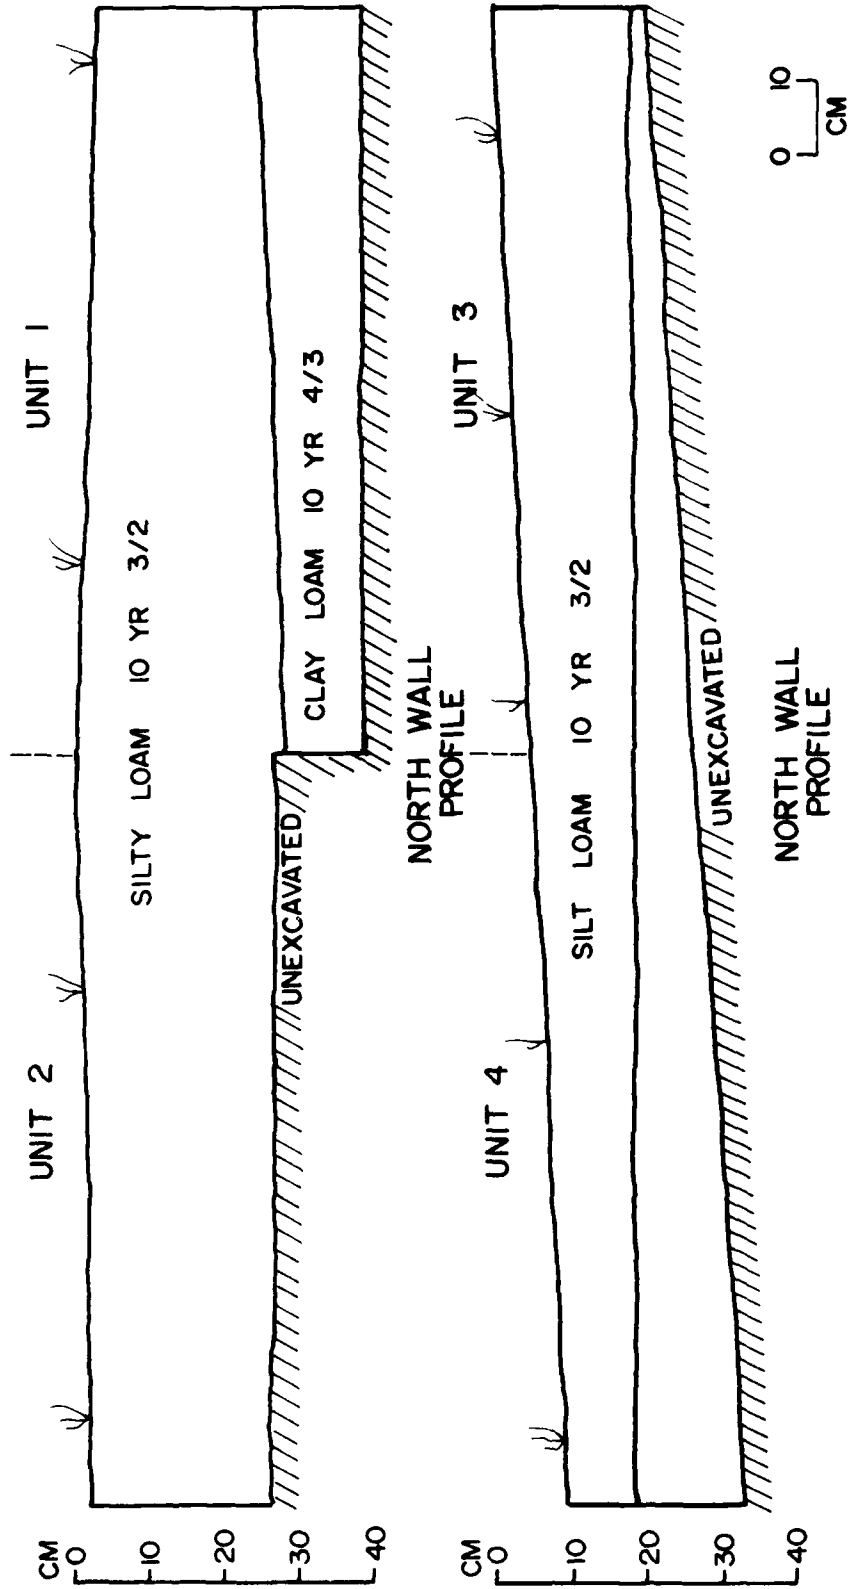 UNIT 2
UNIT 1
CM
0
10
20
30
40
SILTY LOAM 10 YR 3/2
CLAY LOAM 10 YR 4/3
UNEXCAVATED
NORTH WALL
PROFILE
UNIT 4
UNIT 3
CM
0
10
20
30
40
SILT LOAM 10 YR 3/2
UNEXCAVATED
NORTH WALL
PROFILE
0 10
CM